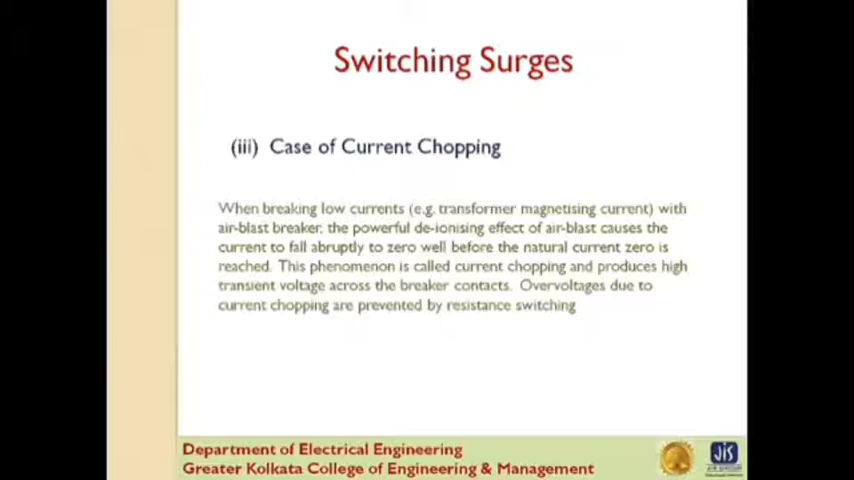 Switching Surges
(iii) Case of Current Chopping
When breaking low currents (e.g. transformer magnetising current) with
air-blast breaker, the powerful de-ionising effect of air-blast causes the
current to fall abruptly to zero well before the natural current zero is
reached. This phenomenon is called current chopping and produces high
transient voltage across the breaker contacts. Overvoltages due to
current chopping are prevented by resistance switching
Department of Electrical Engineering
Greater Kolkata College of Engineering & Management
JIS